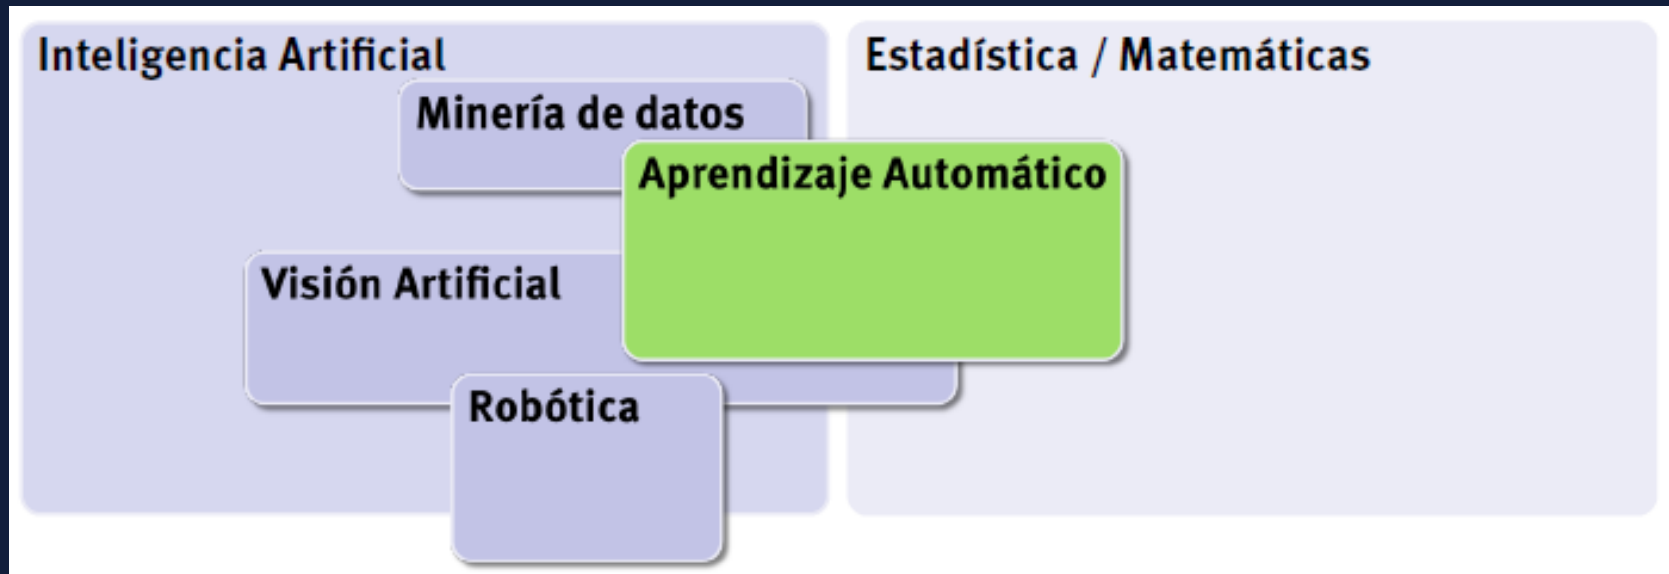 Inteligencia Artificial
Estadística / Matemáticas
Minería de datos
Aprendizaje Automático
Visión Artificial
Robótica